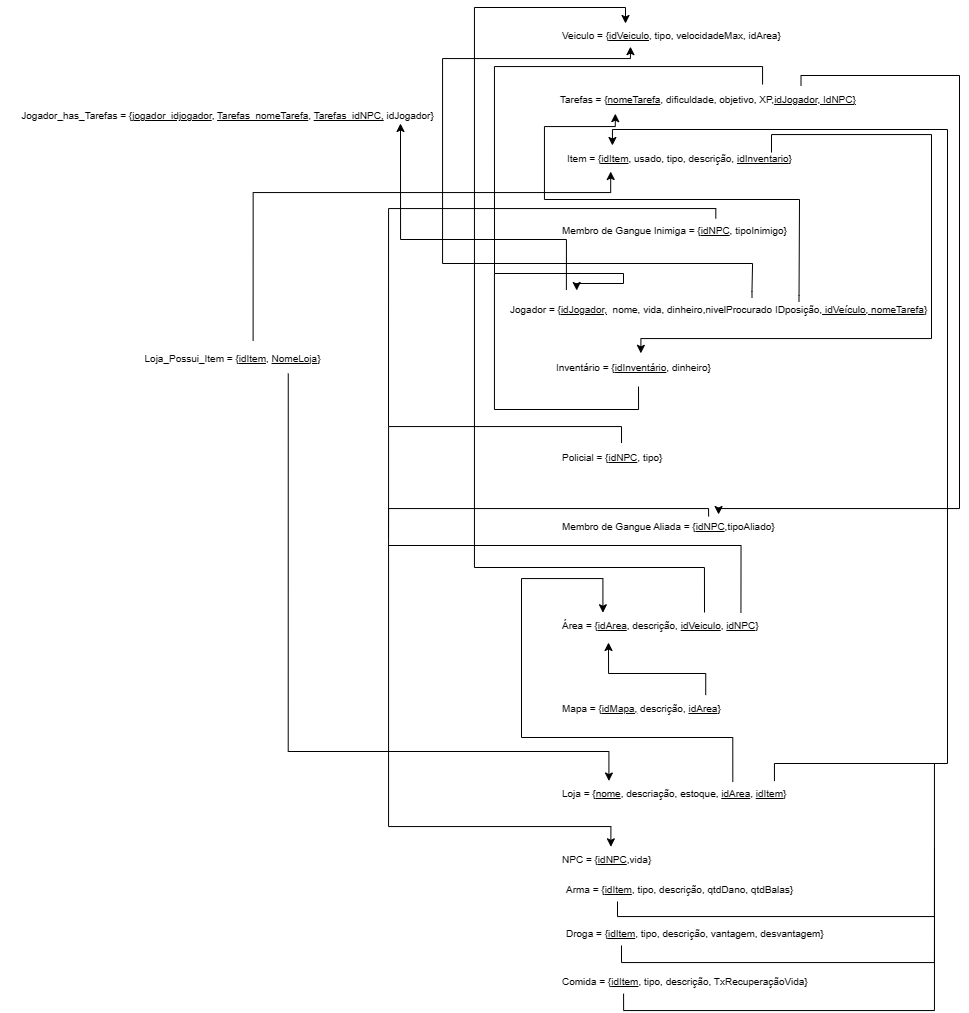 Veiculo = {idVeiculo, tipo, velocidadeMax, idArea}
Tarefas = {nomeTarefa, dificuldade, objetivo, XP,idJogador, IdNPC}
Jogador_has_Tarefas = {jogador_idjogador, Tarefas_nomeTarefa, Tarefas_idNPC, idJogador}
Item = {idItem, usado, tipo, descrição, idInventario}
Membro de Gangue Inimiga = {idNPC, tipoInimigo}
Jogador = {idJogador, nome, vida, dinheiro,nivelProcurado IDposição, idVeículo, nomeTarefa}
Loja_Possui_Item = {idItem, NomeLoja}
Inventário = {idInventário, dinheiro}
Policial = {idNPC, tipo}
Membro de Gangue Aliada = {idNPC,tipoAliado}
Área = {idArea, descrição, idVeiculo, idNPC}
Mapa = {idMapa, descrição, idArea}
Loja = {nome, descriação, estoque, idArea, idItem}
NPC = {idNPC,vida}
Arma = {idItem, tipo, descrição, qtdDano, qtdBalas}
Droga = {idItem, tipo, descrição, vantagem, desvantagem}
Comida = {idItem, tipo, descrição, TxRecuperaçãoVida}